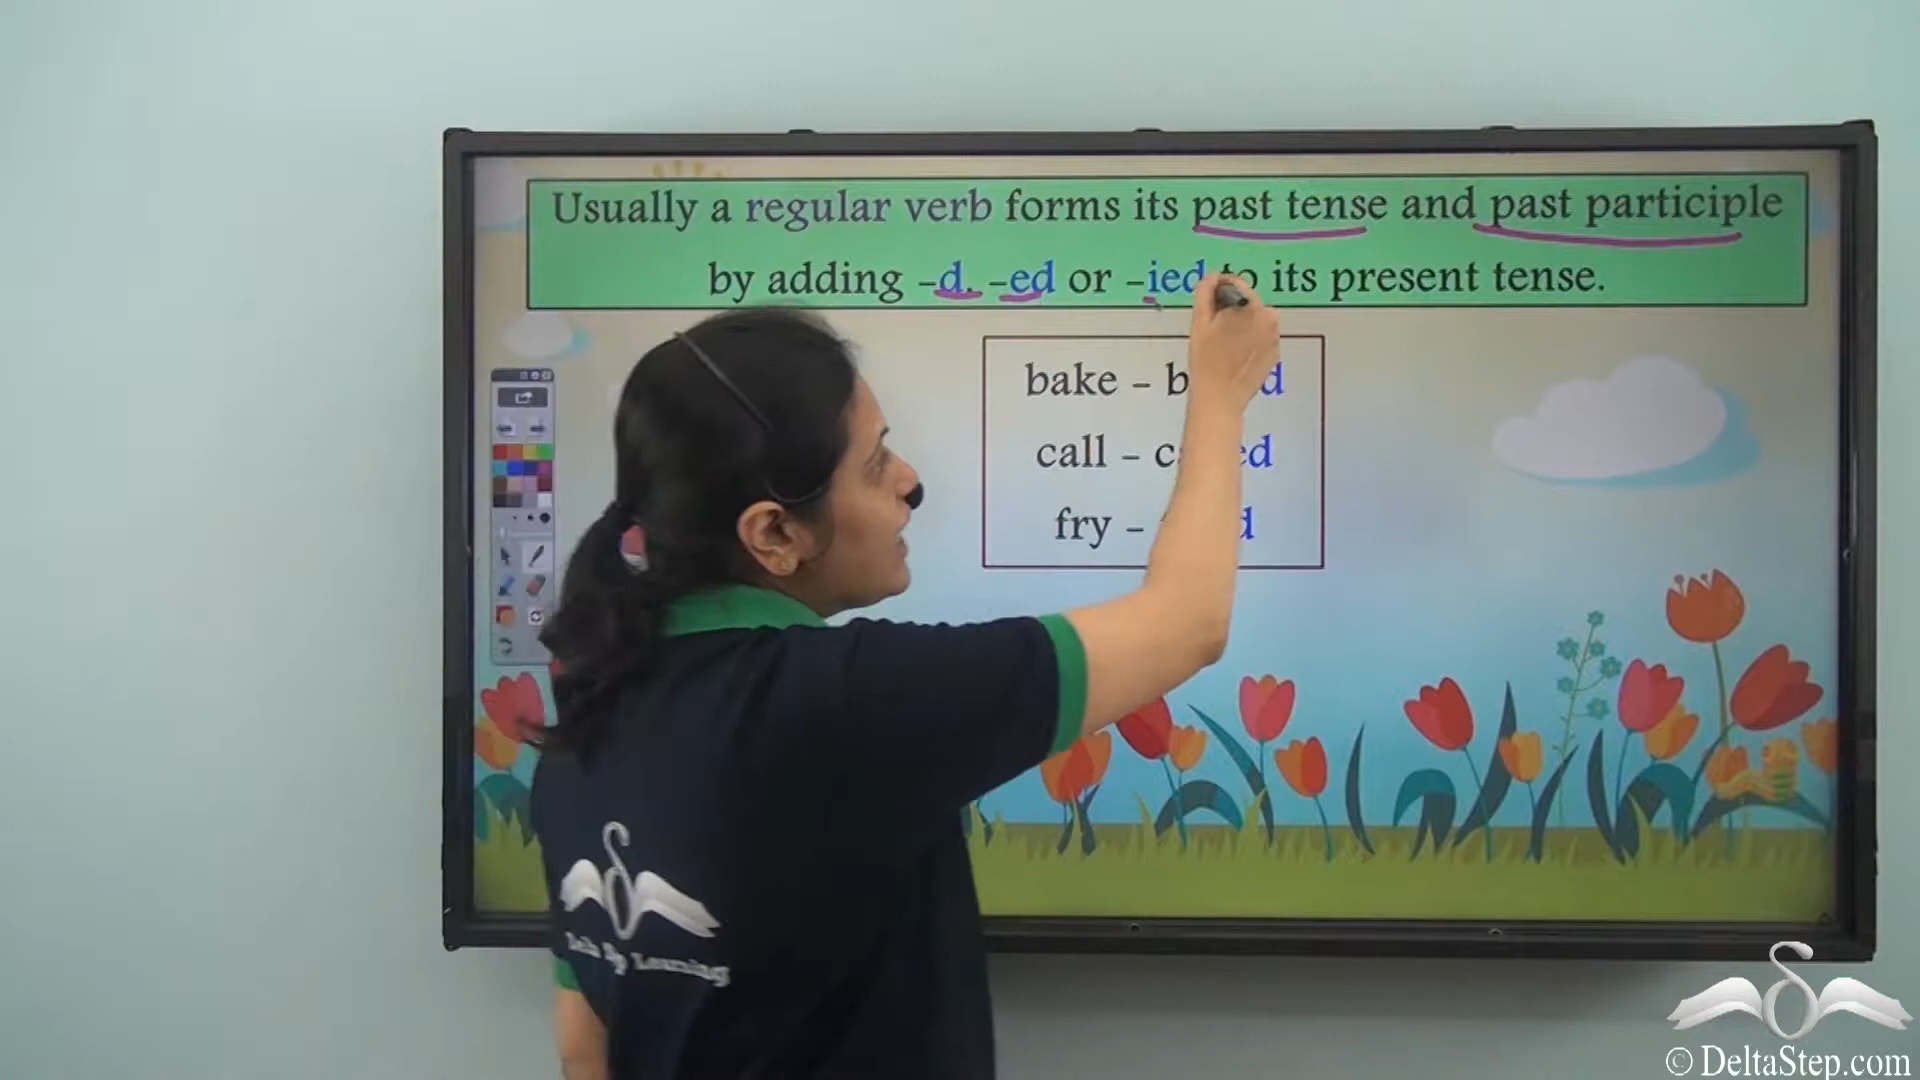 Usually a regular verb forms its past tense and past participle
by adding -d, -ed or -ied to its present tense.
bake -
call -
fry -
Learning
© DeltaStep.com